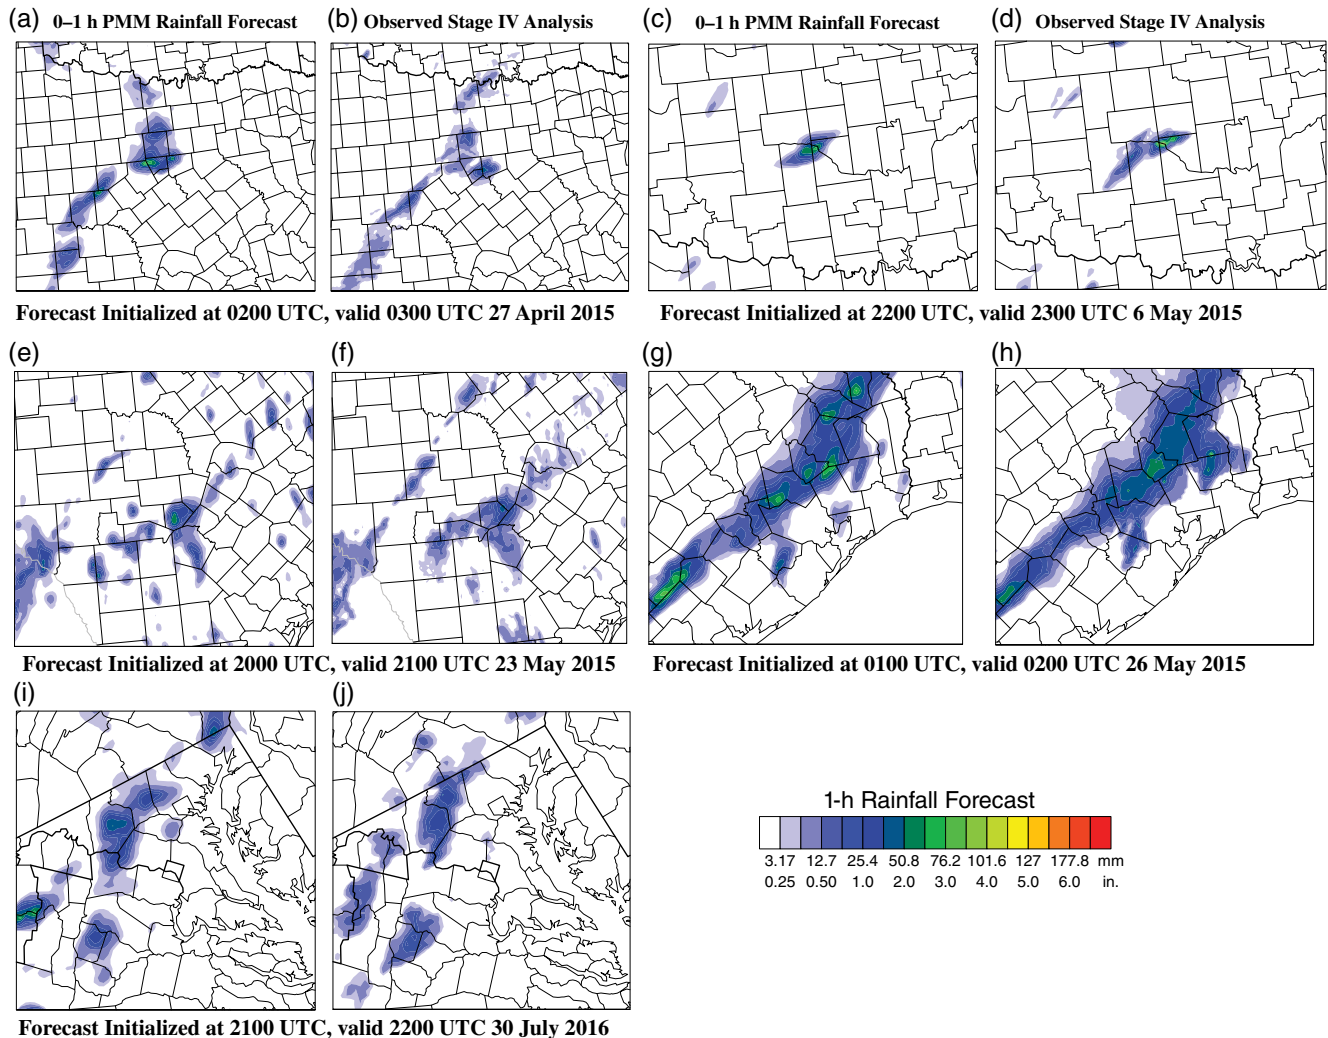 (a) 0–1 h PMM Rainfall Forecast
(b) Observed Stage IV Analysis
(c) 0–1 h PMM Rainfall Forecast
(d) Observed Stage IV Analysis
Forecast Initialized at 0200 UTC, valid 0300 UTC 27 April 2015
Forecast Initialized at 2200 UTC, valid 2300 UTC 6 May 2015
(e)
(f)
(g)
(h)
Forecast Initialized at 2000 UTC, valid 2100 UTC 23 May 2015
Forecast Initialized at 0100 UTC, valid 0200 UTC 26 May 2015
(i)
(j)
1-h Rainfall Forecast
3.17 12.7 25.4 50.8 76.2 101.6 127 177.8 mm
0.25 0.50 1.0 2.0 3.0 4.0 5.0 6.0 in.
Forecast Initialized at 2100 UTC, valid 2200 UTC 30 July 2016